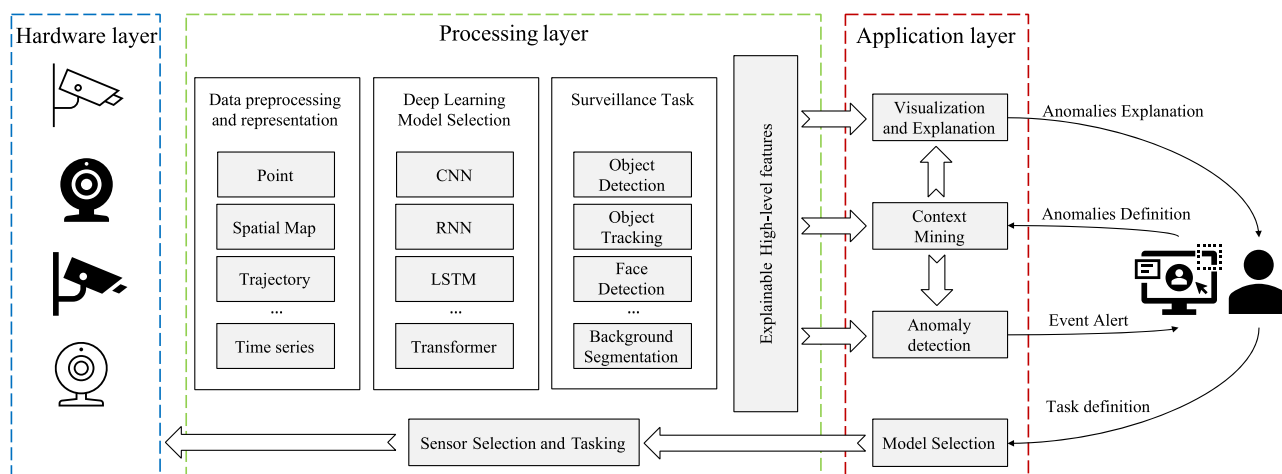 Hardware layer
Processing layer
Application layer
Data preprocessing
and representation
Point
Spatial Map
Trajectory
...
Time series
Deep Learning
Model Selection
CNN
RNN
LSTM
...
Transformer
Surveillance Task
Object
Detection
Object
Tracking
Face
Detection
...
Background
Segmentation
Explainable High-level features
Visualization
and Explanation
Context
Mining
Anomaly
detection
Model Selection
Sensor Selection and Tasking
Anomalies Explanation
Anomalies Definition
Event Alert
Task definition